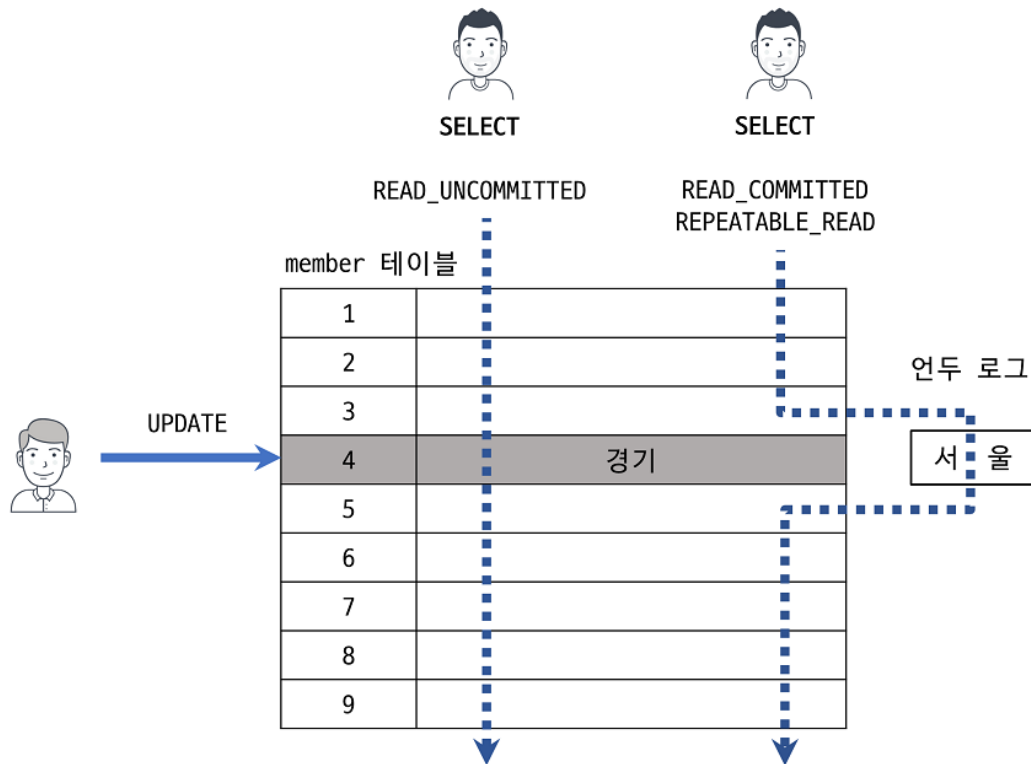 SELECT
SELECT
READ_UNCOMMITTED
READ_COMMITTED
REPEATABLE_READ
member 테이블
1
2
언두 로그
3
UPDATE
4 경기
서 울
5
6
7
8
9